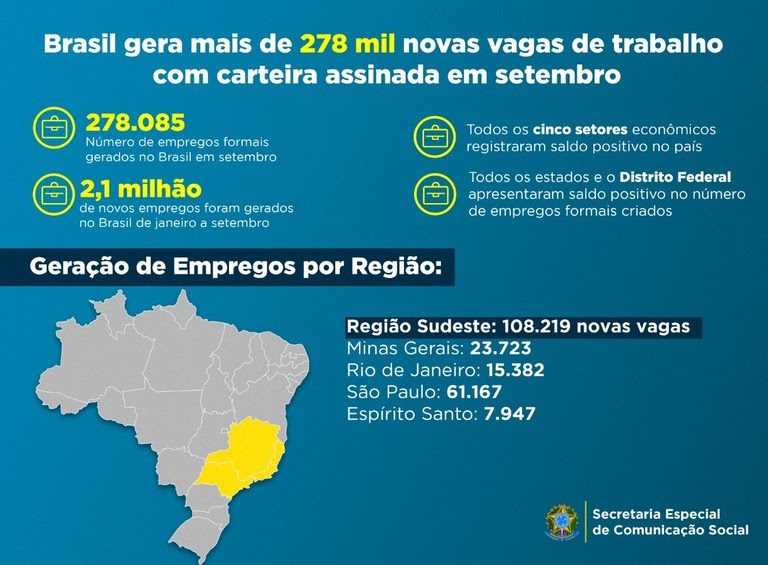 Brasil gera mais de 278 mil novas vagas de trabalho
com carteira assinada em setembro
278.085
Número de empregos formais
gerados no Brasil em setembro
2,1 milhão
de novos empregos foram gerados
no Brasil de janeiro a setembro
Todos os cinco setores econômicos
registraram saldo positivo no país
Todos os estados e o Distrito Federal
apresentaram saldo positivo no número
de empregos formais criados
Geração de Empregos por Região:
Região Sudeste: 108.219 novas vagas
Minas Gerais: 23.723
Rio de Janeiro: 15.382
São Paulo: 61.167
Espírito Santo: 7.947
Secretaria Especial
de Comunicação Social